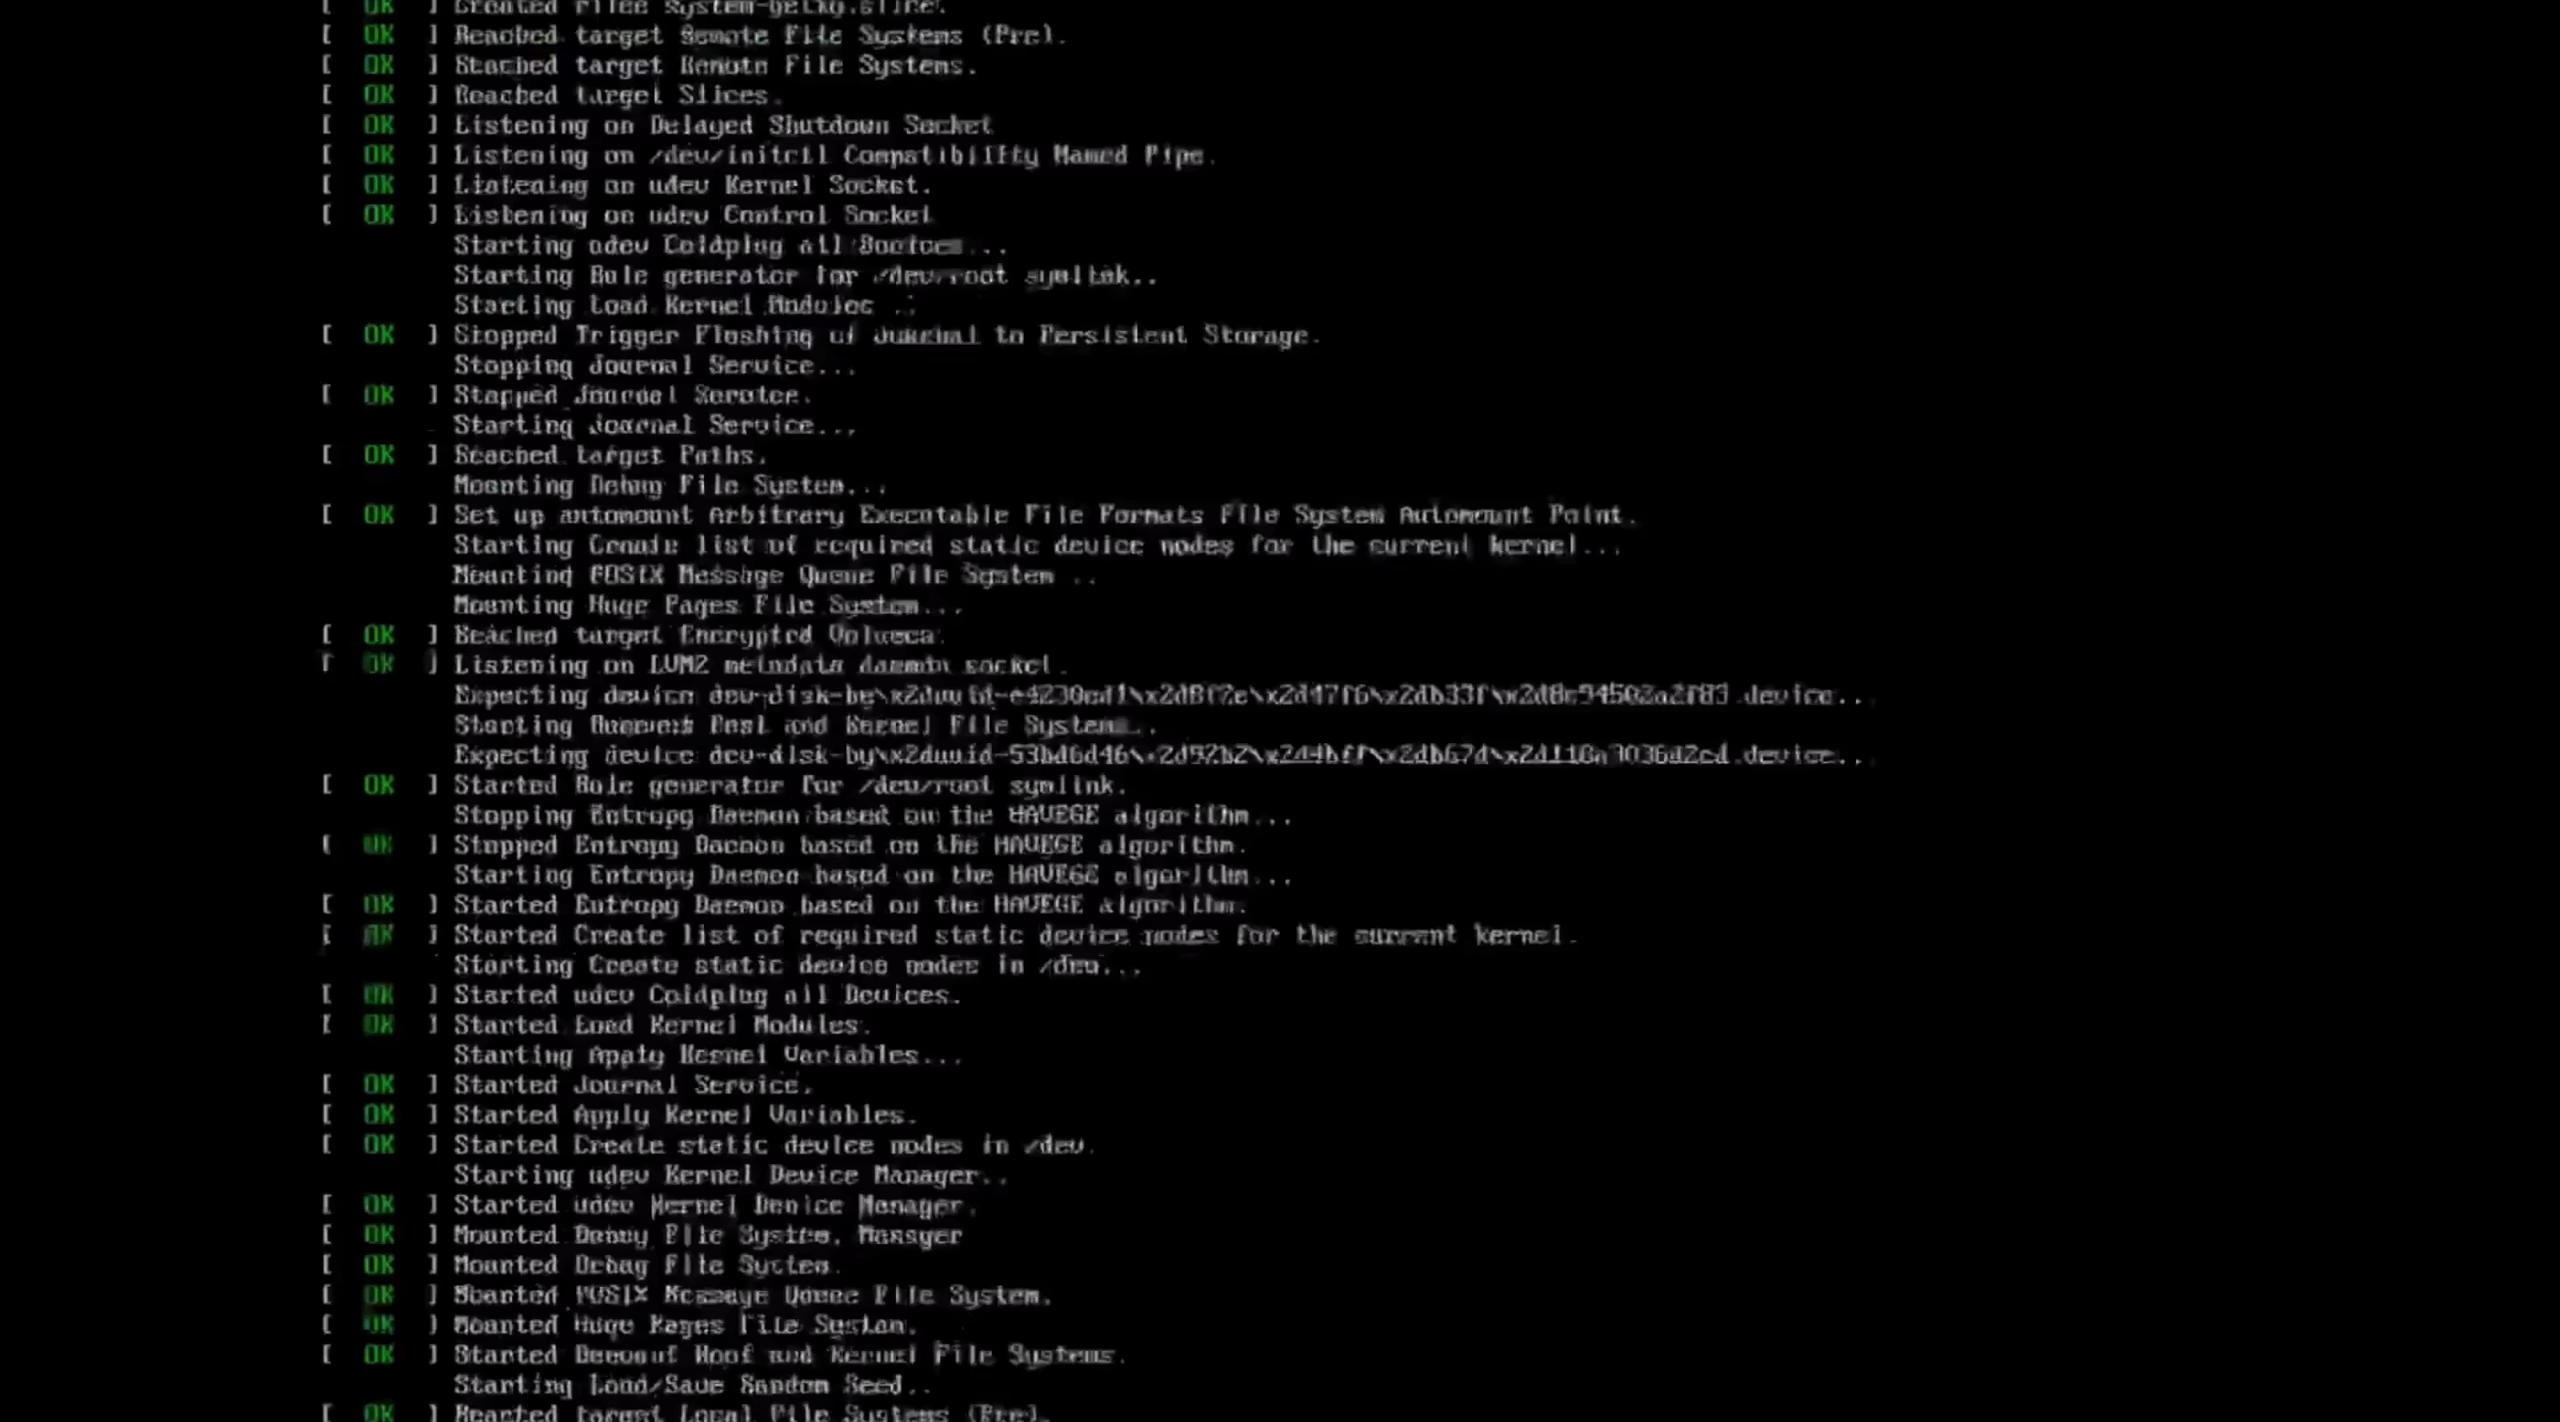 [ OK ] Created slice
[ OK ] Reached target Remote File Systems (Pre).
[ OK ] Reached target Remote File Systems.
[ OK ] Reached target Slices.
[ OK ] Listening on Delayed Shutdown Socket
[ OK ] Listening on /dev/initctl Compatibility Named Pipe.
[ OK ] Listening on udev Kernel Socket.
[ OK ] Listening on udev Control Socket
Starting udev Coldplug all Devices...
Starting Rule generator for /dev/root symlink..
Starting Load Kernel Modules ..
[ OK ] Stopped Trigger Flushing of Journal to Persistent Storage.
Stopping Journal Service...
[ OK ] Stopped Journal Service.
Starting Journal Service...
[ OK ] Reached target Paths.
Mounting Debug File System...
[ OK ] Set up automount Arbitrary Executable File Formats File System Automount Point.
Starting Create list of required static device nodes for the current kernel...
Mounting POSIX Message Queue File System ..
Mounting Huge Pages File System...
[ OK ] Reached target Encrypted Volumes.
[ OK ] Listening on LVM2 metadata daemon socket.
Expecting device
Starting Remount Root and Kernel File Systems..
Expecting device
[ OK ] Started Rule generator for /dev/root symlink.
Stopping Entropy Daemon based on the HAVEGE algorithm...
[ OK ] Stopped Entropy Daemon based on the HAVEGE algorithm.
Starting Entropy Daemon based on the HAVEGE algorithm...
[ OK ] Started Entropy Daemon based on the HAVEGE algorithm.
[ OK ] Started Create list of required static device nodes for the current kernel.
Starting Create static device nodes in /dev...
[ OK ] Started udev Coldplug all Devices.
[ OK ] Started Load Kernel Modules.
Starting Apply Kernel Variables...
[ OK ] Started Journal Service.
[ OK ] Started Apply Kernel Variables.
[ OK ] Started Create static device nodes in /dev.
Starting udev Kernel Device Manager..
[ OK ] Started udev Kernel Device Manager.
[ OK ] Mounted Debug File System. Manager
[ OK ] Mounted Debug File System.
[ OK ] Mounted POSIX Message Queue File System.
[ OK ] Mounted Huge Pages File System.
[ OK ] Started Remount Root and Kernel File Systems.
Starting Load/Save Random Seed..
[ OK ] Reached target Local File Systems (Pre).